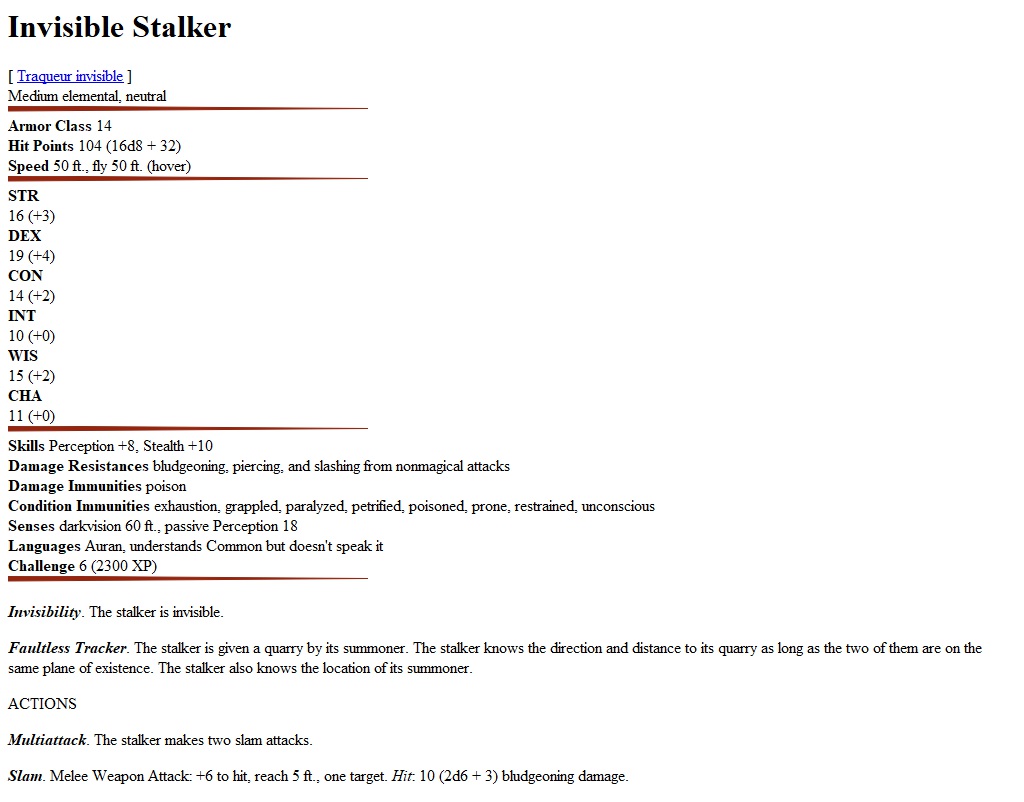 Invisible Stalker
[ Traqueur invisible ]
Medium elemental, neutral
Armor Class 14
Hit Points 104 (16d8 + 32)
Speed 50 ft., fly 50 ft. (hover)
STR
16 (+3)
DEX
19 (+4)
CON
14 (+2)
INT
10 (+0)
WIS
15 (+2)
CHA
11 (+0)
Skills Perception +8, Stealth +10
Damage Resistances bludgeoning, piercing, and slashing from nonmagical attacks
Damage Immunities poison
Condition Immunities exhaustion, grappled, paralyzed, petrified, poisoned, prone, restrained, unconscious
Senses darkvision 60 ft., passive Perception 18
Languages Auran, understands Common but doesn't speak it
Challenge 6 (2300 XP)
Invisibility. The stalker is invisible.
Faultless Tracker. The stalker is given a quarry by its summoner. The stalker knows the direction and distance to its quarry as long as the two of them are on the
same plane of existence. The stalker also knows the location of its summoner.
ACTIONS
Multiattack. The stalker makes two slam attacks.
Slam. Melee Weapon Attack: +6 to hit, reach 5 ft., one target. Hit: 10 (2d6 + 3) bludgeoning damage.